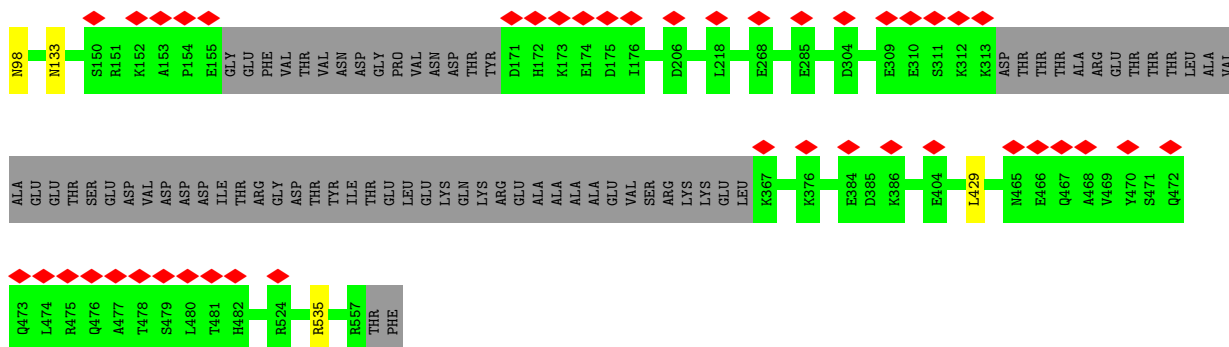 N98 N133 S150 R151 K152 A153 P154 E155 GLY GLU PHE VAL THR VAL ASN ASP GLY PRO VAL ASN ASP THR TYR D171 H172 K173 E174 D175 I176 D206 L218 E268 E285 D304 E309 E310 S311 K312 K313 ASP THR THR THR ALA ARG GLU THR THR THR LEU ALA VAL
ALA GLU GLU THR SER GLU ASP VAL ASP ASP ASP ILE THR ARG GLY ASP THR TYR ILE THR GLU LEU GLU LYS GLN LYS ARG GLU ALA ALA ALA ALA GLU VAL SER ARG LYS LYS GLU LEU K367 K376 E384 D385 K386 E404 L429 N465 E466 Q467 A468 V469 Y470 S471 Q472
Q473 L474 R475 Q476 A477 T478 S479 L480 T481 H482 R524 R535 R557 THR PHE